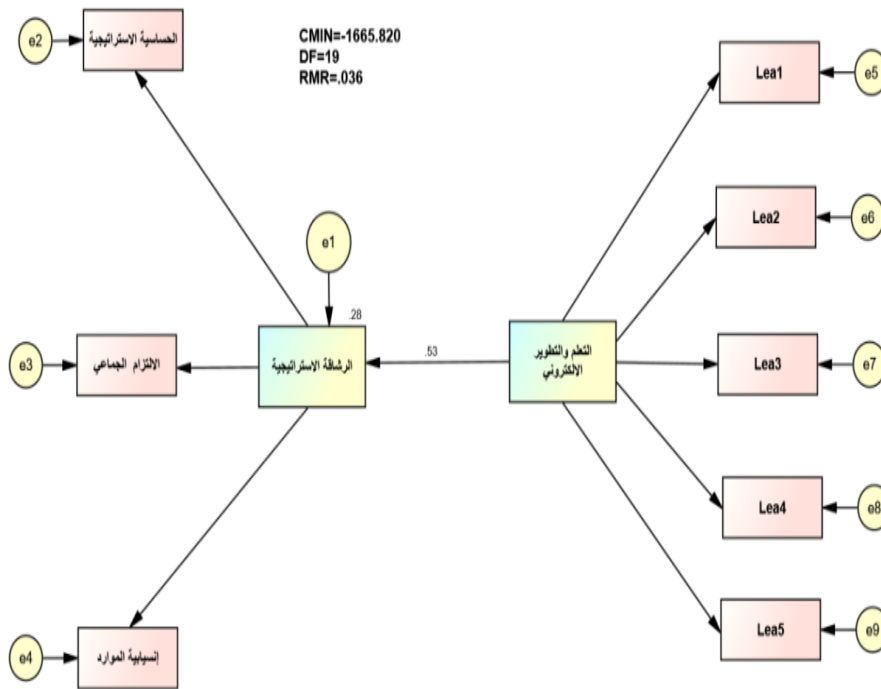 e2
الحساسية الاستراتيجية
CMIN=-1665.820
DF=19
RMR=.036
Lea1
e5
Lea2
e6
e1
.28
e3
الالتزام الجماعي
الرشاقة الاستراتيجية
.53
التعلم والتطوير
الالكتروني
Lea3
e7
Lea4
e8
e4
إنسيابية الموارد
Lea5
e9